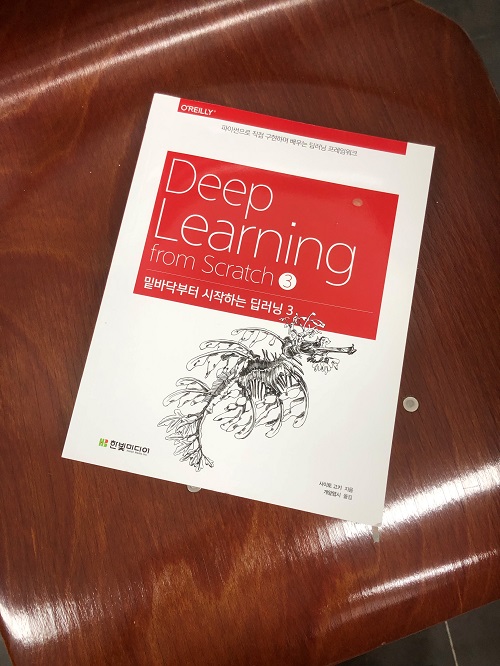 O'REILLY®
파이썬으로 직접 구현하며 배우는 딥러닝 프레임워크
Deep
Learning
from Scratch 3
밑바닥부터 시작하는 딥러닝 3
한빛미디어
사이토 고키 지음
개앞맵시 옮김